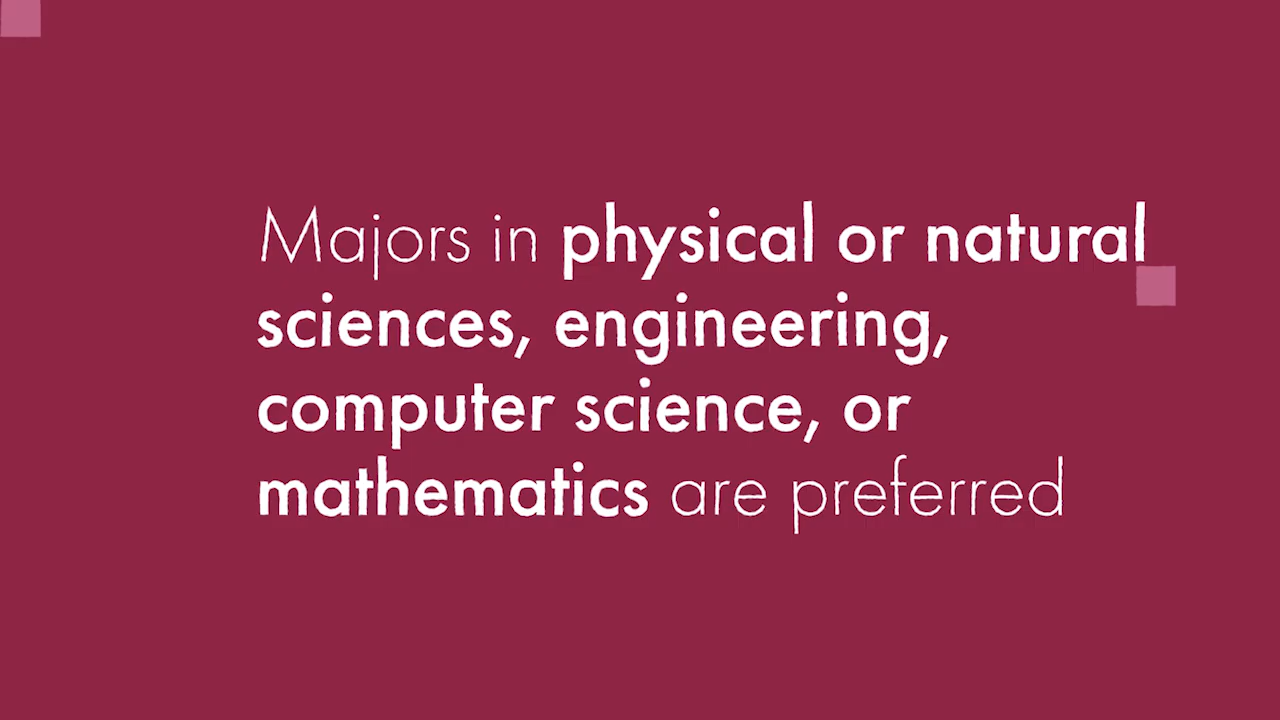 Majors in physical or natural
sciences, engineering,
computer science, or
mathematics are preferred